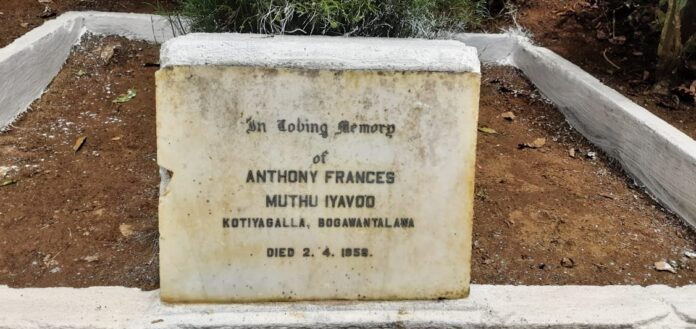 In Loving Memory
of
ANTHONY FRANCES
MUTHU IYAVOO
KOTIYAGALLA, BOGAWANTALAWA
DIED 2. 4. 1958.